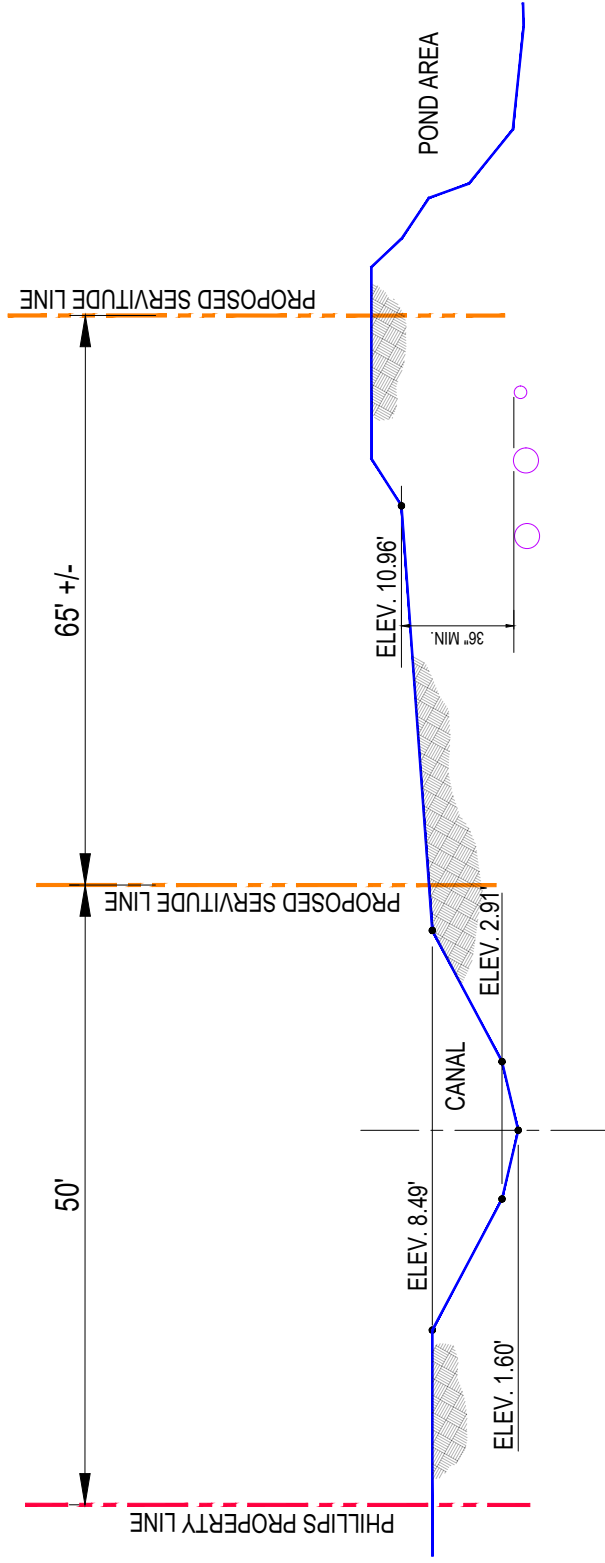 50'
65' +/-
PHILLIPS PROPERTY LINE
PROPOSED SERVITUDE LINE
PROPOSED SERVITUDE LINE
ELEV. 8.49'
CANAL
ELEV. 1.60'
ELEV. 2.91'
ELEV. 10.96'
36" MIN.
POND AREA